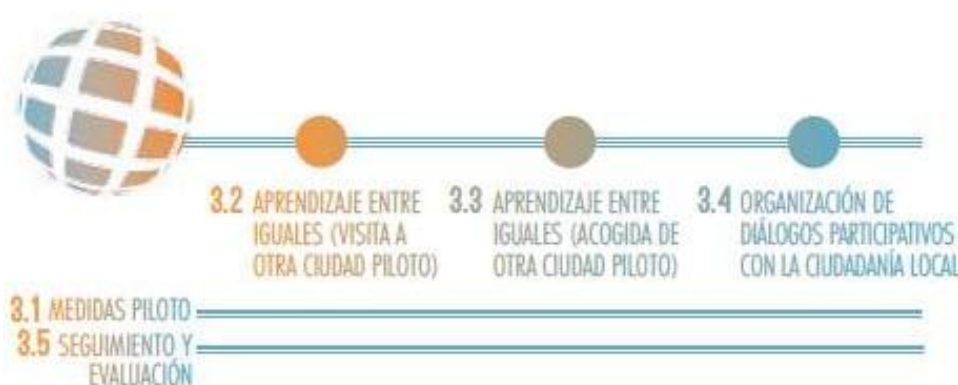 3.2 APRENDIZAJE ENTRE
IGUALES (VISITA A
OTRA CIUDAD PILOTO)
3.3 APRENDIZAJE ENTRE
IGUALES (ACOGIDA DE
OTRA CIUDAD PILOTO)
3.4 ORGANIZACIÓN DE
DIÁLOGOS PARTICIPATIVOS
CON LA CIUDADANÍA LOCAL
3.1 MEDIDAS PILOTO
3.5 SEGUIMIENTO Y
EVALUACIÓN